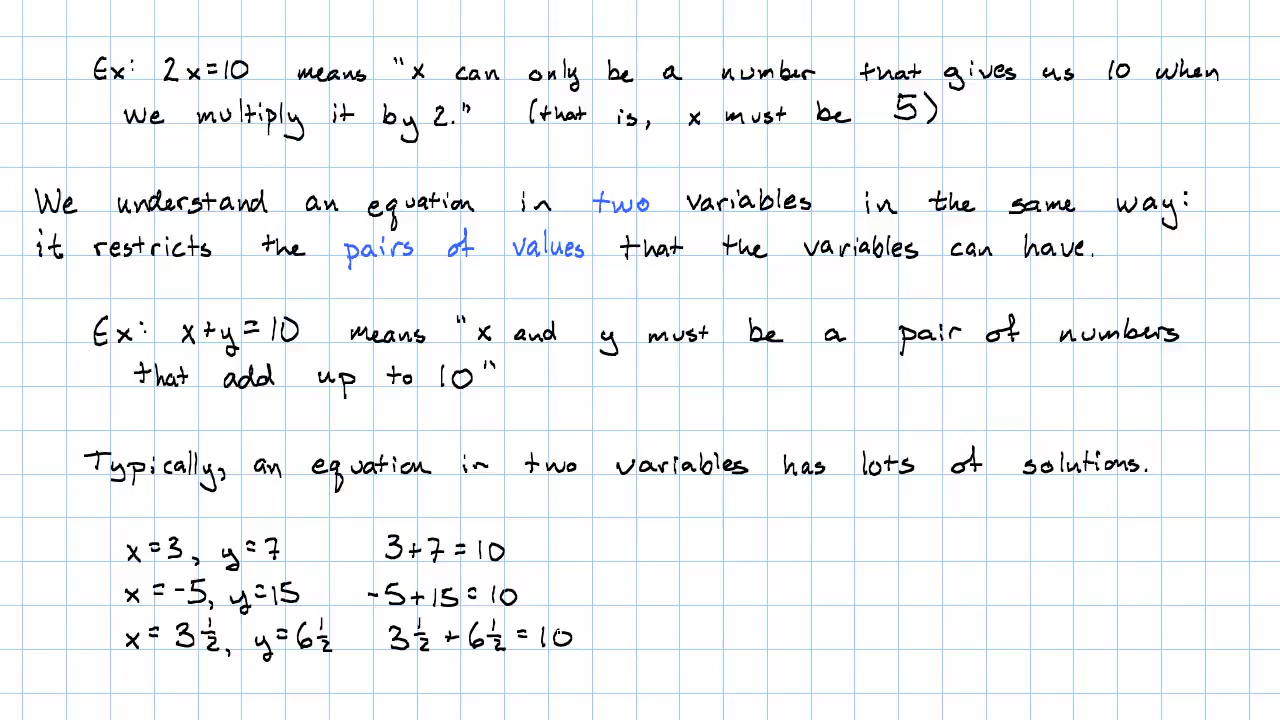 Ex: 2x=10 means "x can only be a number that gives us 10 when
we multiply it by 2." (that is, x must be 5)
We understand an equation in two variables in the same way:
it restricts the pairs of values that the variables can have.
Ex: x+y=10 means "x and y must be a pair of numbers
that add up to 10"
Typically, an equation in two variables has lots of solutions.
x=3, y=7 3+7=10
x=-5, y=15 -5+15=10
x=3½, y=6½ 3½+6½=10